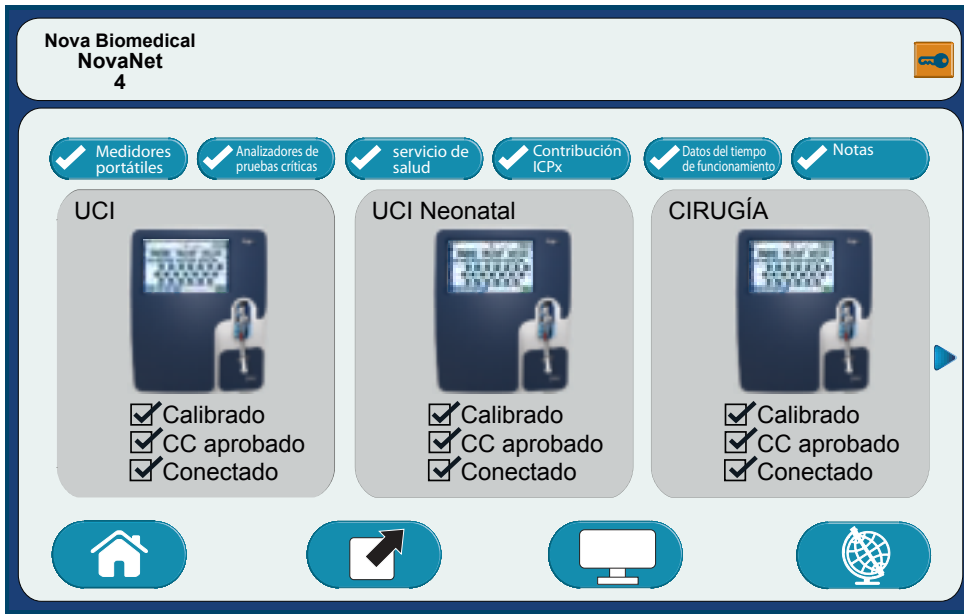 Nova Biomedical
NovaNet
4
Medidores
portátiles
Analizadores de
pruebas críticas
servicio de
salud
Contribución
ICPx
Datos del tiempo
de funcionamiento
Notas
UCI
UCI Neonatal
CIRUGÍA
Calibrado
CC aprobado
Conectado
Calibrado
CC aprobado
Conectado
Calibrado
CC aprobado
Conectado